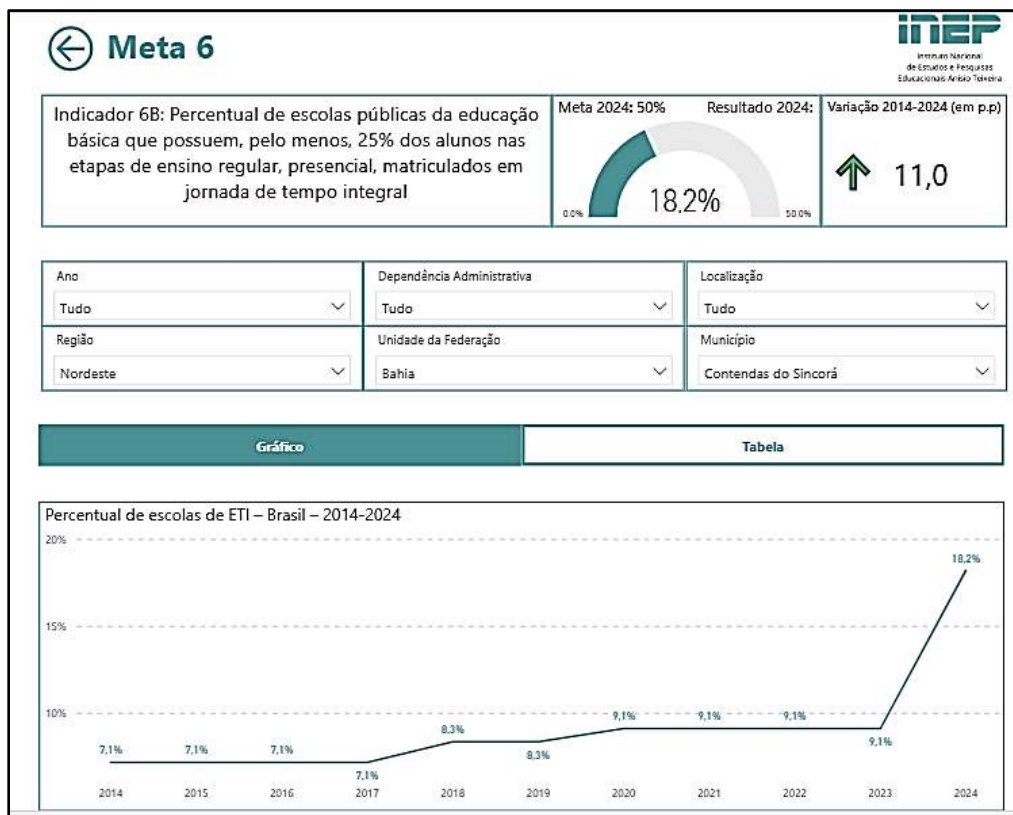 Meta 6
INEP
Instituto Nacional
de Estudos e Pesquisas
Educacionais Anísio Teixeira
Indicador 6B: Percentual de escolas públicas da educação
básica que possuem, pelo menos, 25% dos alunos nas
etapas de ensino regular, presencial, matriculados em
jornada de tempo integral
Meta 2024: 50% Resultado 2024:
18,2%
0.0% 50.0%
Variação 2014-2024 (em p.p)
11,0
Ano
Tudo
Dependência Administrativa
Tudo
Localização
Tudo
Região
Nordeste
Unidade da Federação
Bahia
Município
Contendas do Sincorá
Gráfico Tabela
Percentual de escolas de ETI – Brasil – 2014-2024
20%
15%
10%
7,1% 7,1% 7,1% 7,1% 8,3% 8,3% 9,1% 9,1% 9,1% 9,1% 18,2%
2014 2015 2016 2017 2018 2019 2020 2021 2022 2023 2024